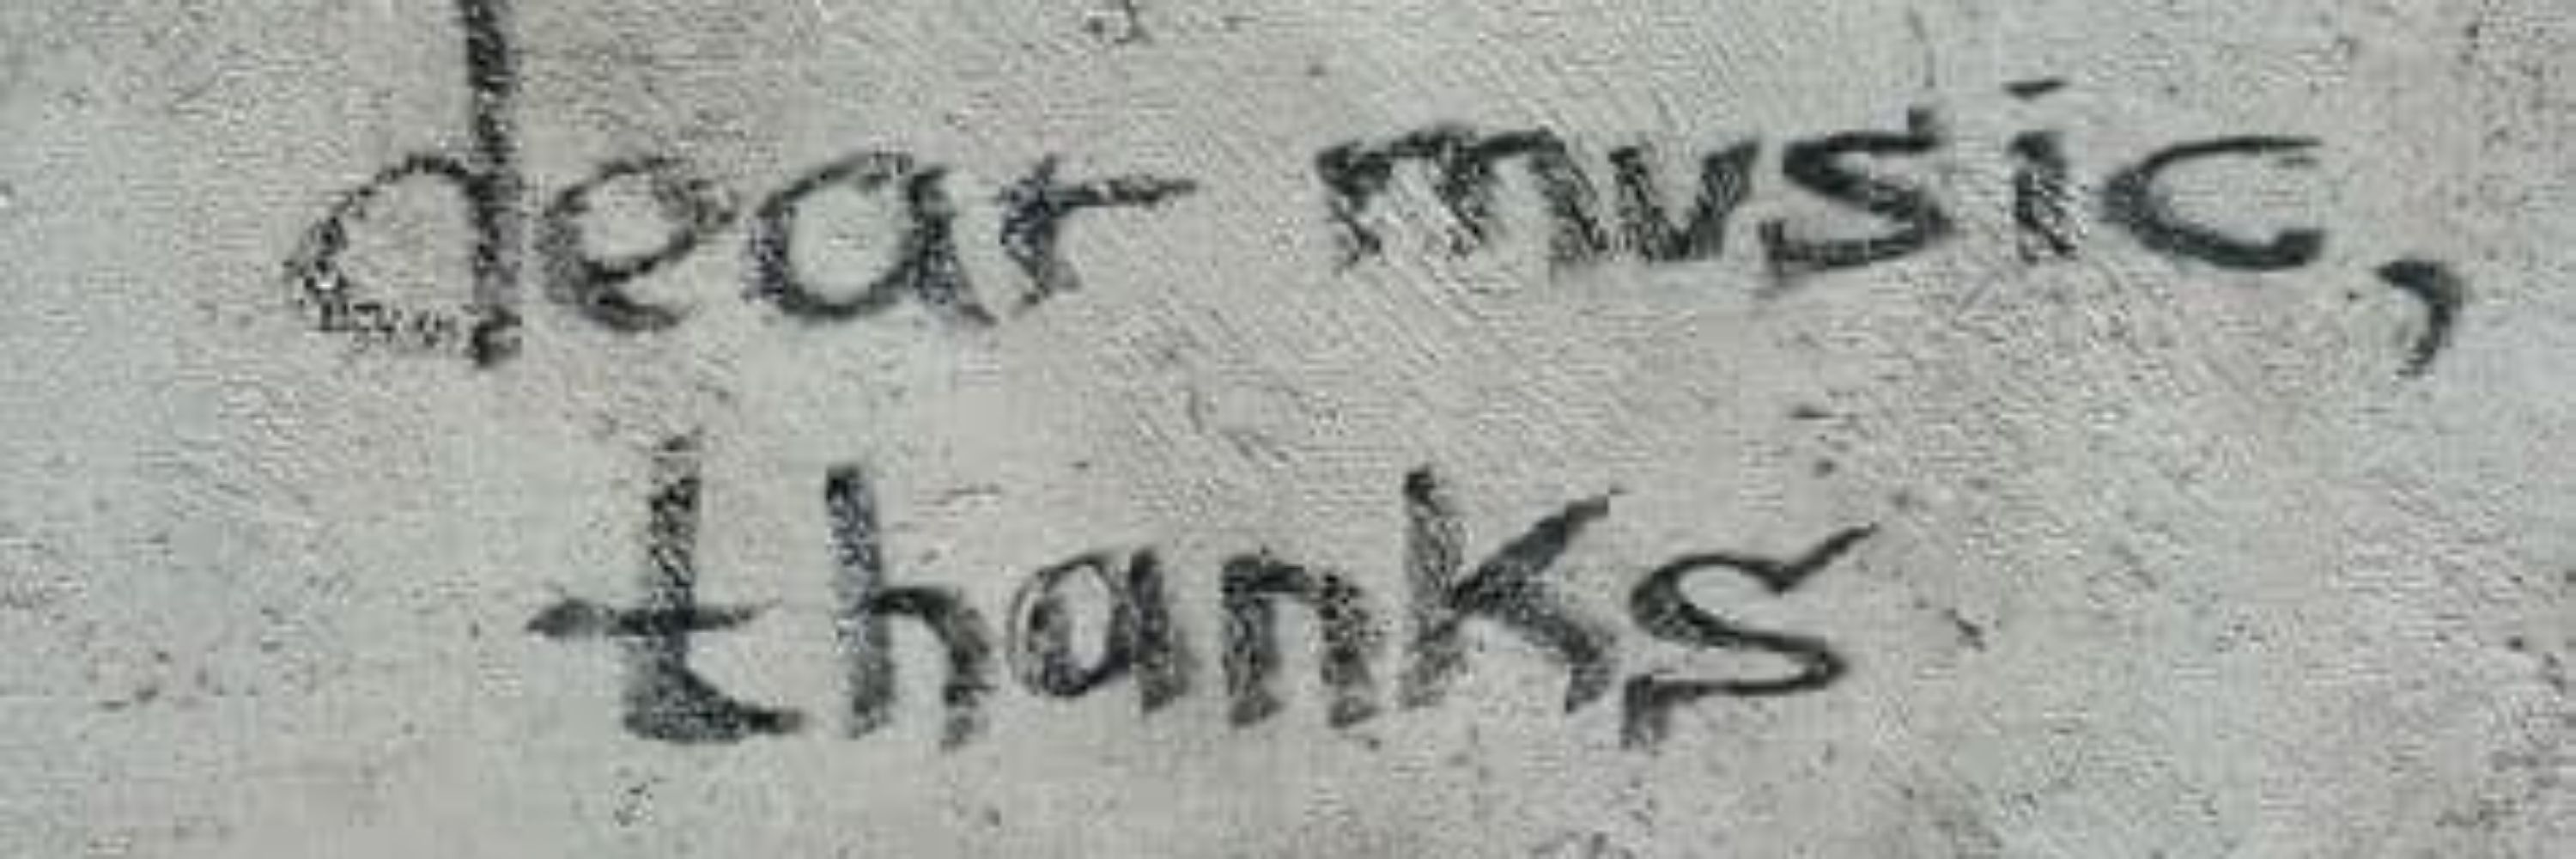 dear music,
thanks